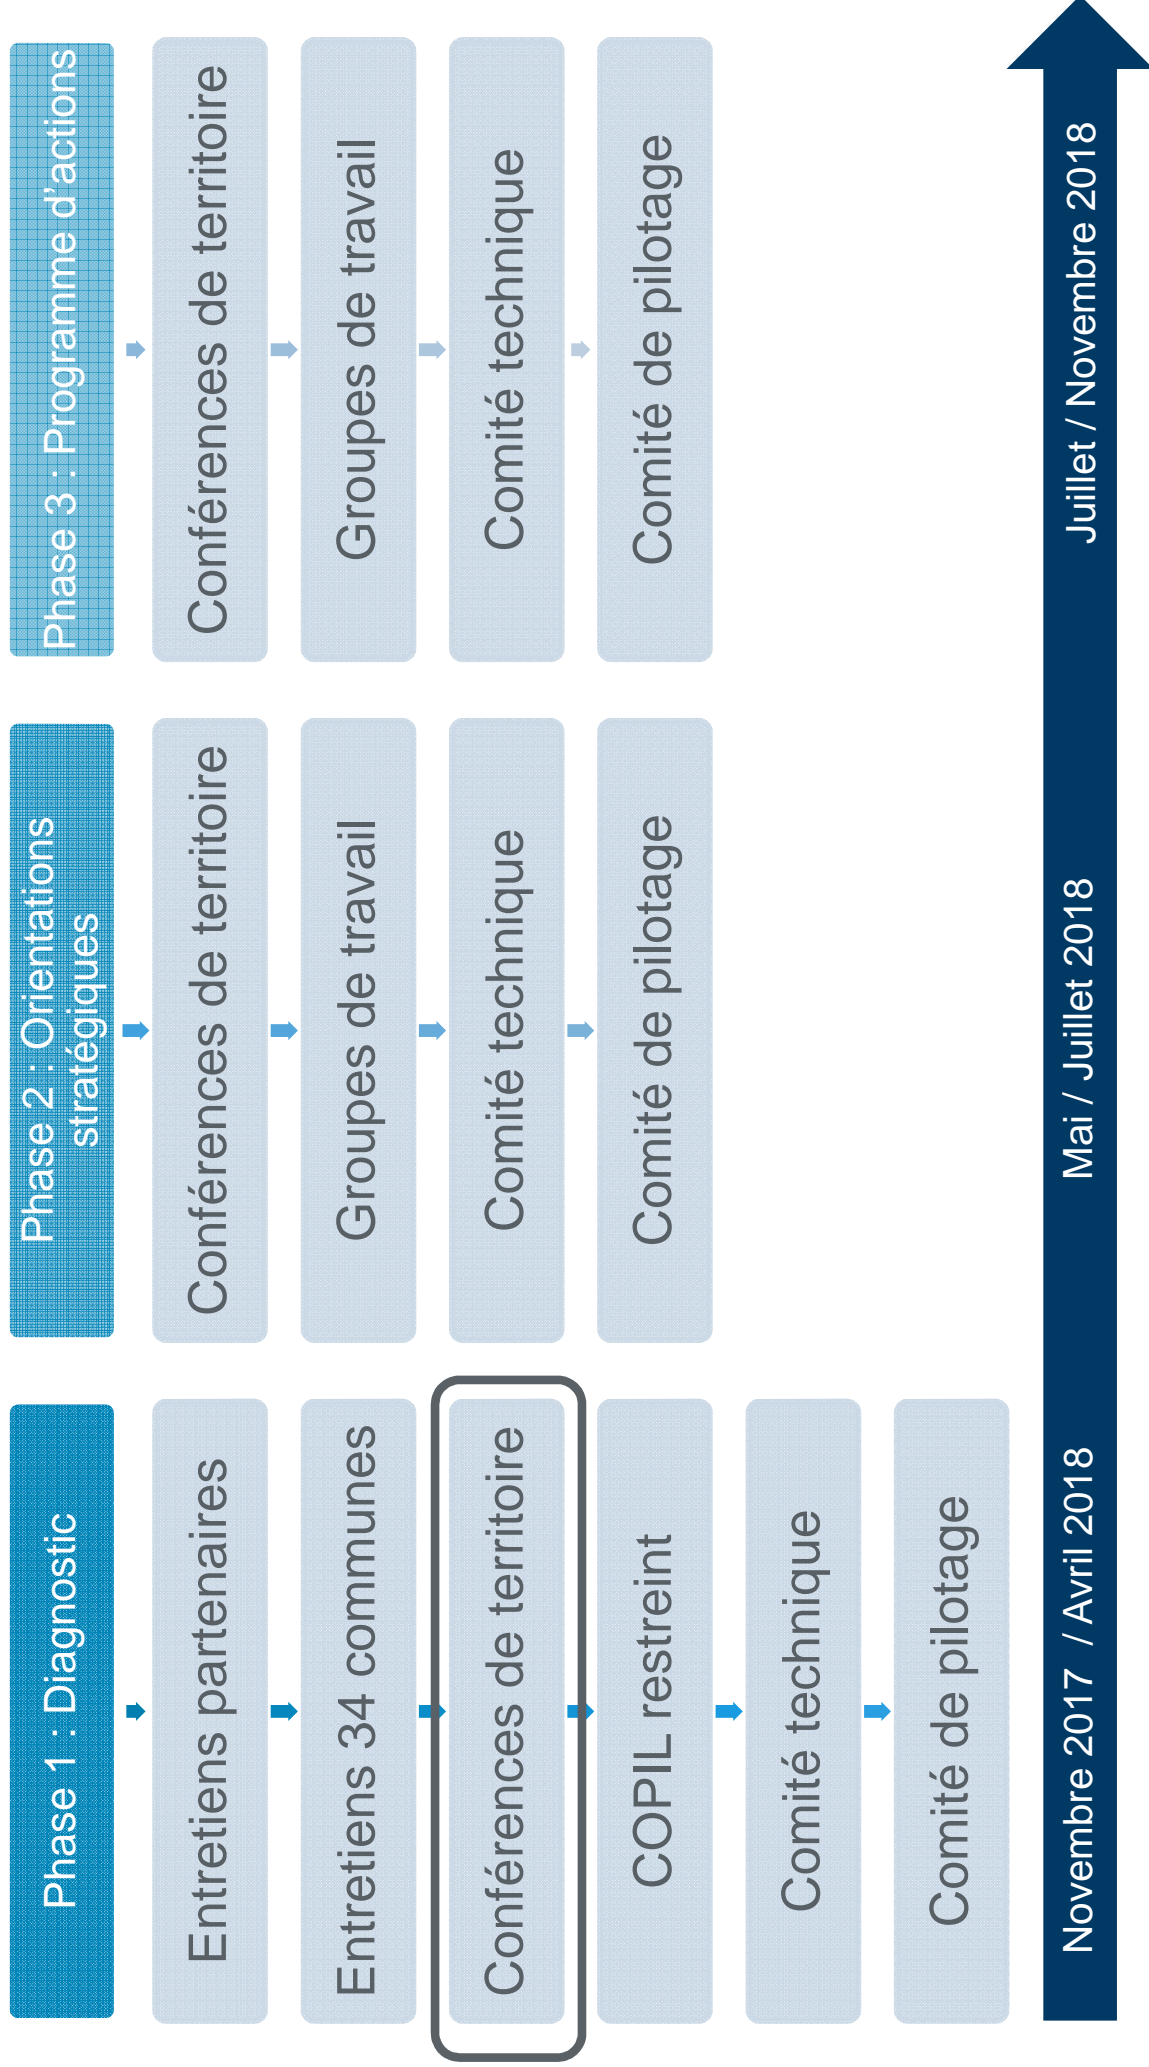 Phase 1 : Diagnostic
Entretiens partenaires
Entretiens 34 communes
Conférences de territoire
COPIL restreint
Comité technique
Comité de pilotage
Phase 2 : Orientations
stratégiques
Conférences de territoire
Groupes de travail
Comité technique
Comité de pilotage
Phase 3 : Programme d'actions
Conférences de territoire
Groupes de travail
Comité technique
Comité de pilotage
Novembre 2017 / Avril 2018
Mai / Juillet 2018
Juillet / Novembre 2018